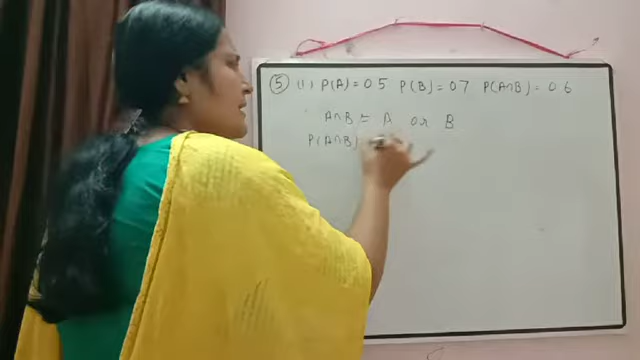 ⑤ (i) P(A) = 0.5 P(B) = 0.7 P(A∩B) = 0.6
A∩B ⊆ A or B
P(A∩B)